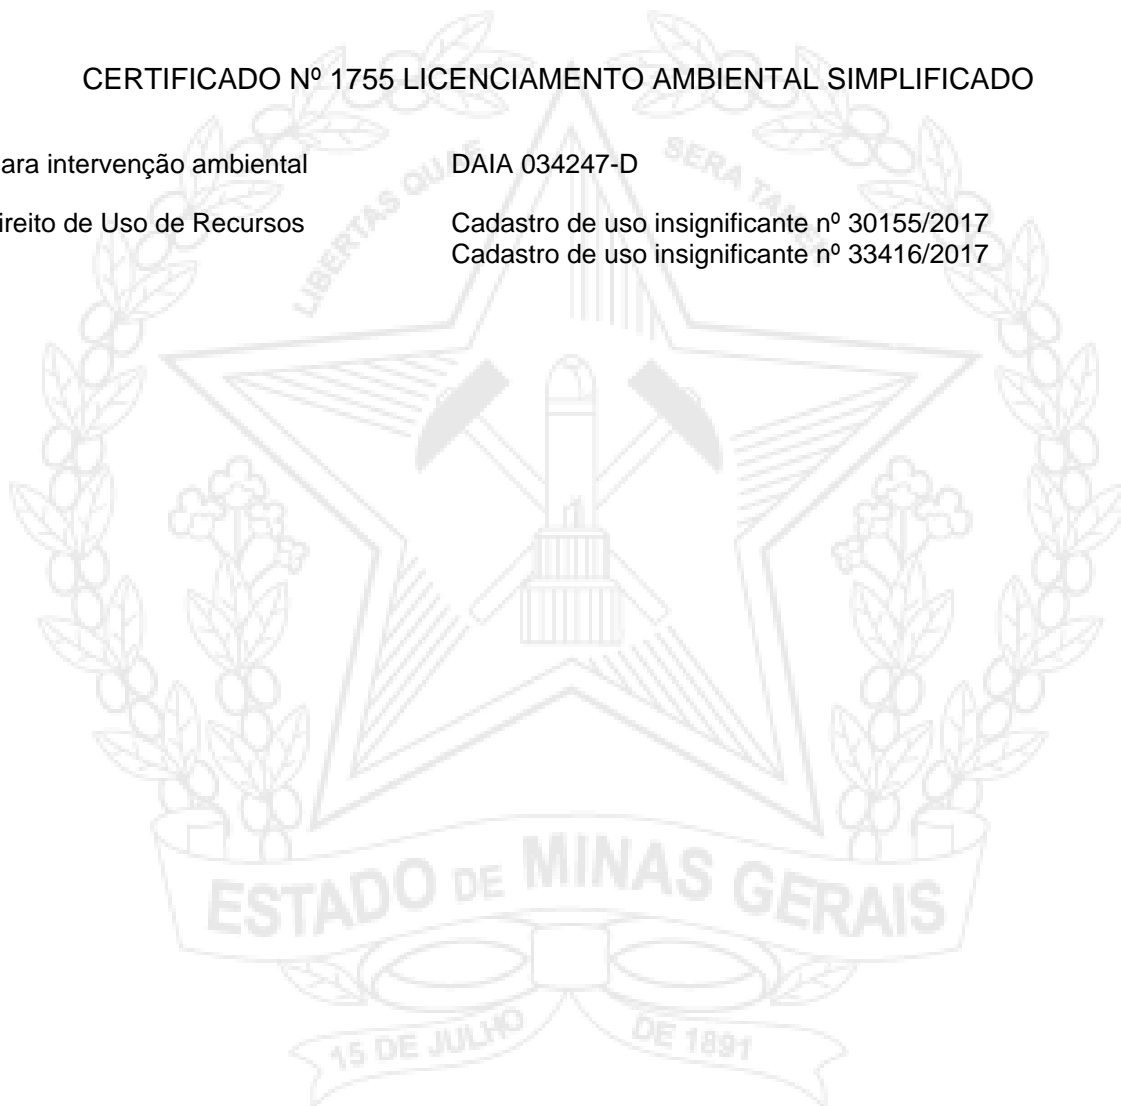 CERTIFICADO Nº 1755 LICENCIAMENTO AMBIENTAL SIMPLIFICADO
ara intervenção ambiental DAIA 034247-D
ireito de Uso de Recursos Cadastro de uso insignificante nº 30155/2017
Cadastro de uso insignificante nº 33416/2017
LIBERTAS QUÆ SERA TAMEN
ESTADO DE MINAS GERAIS
15 DE JULHO DE 1891